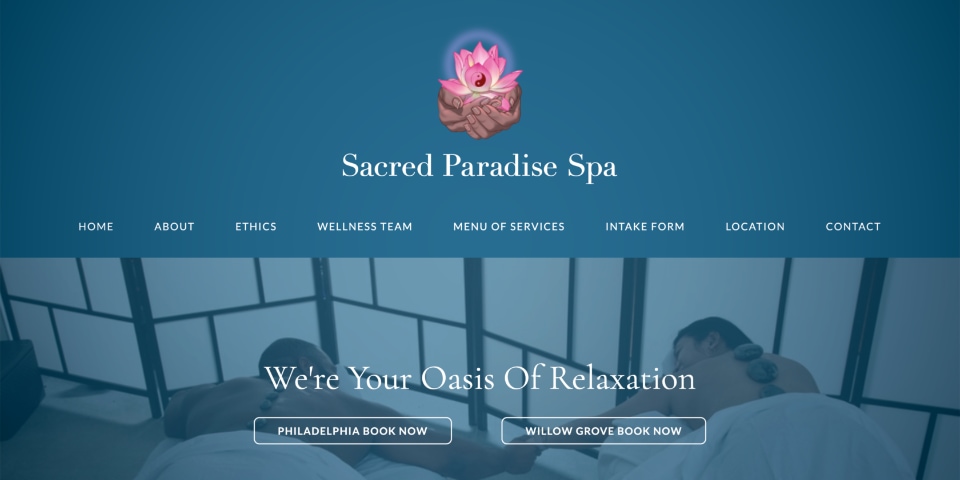 Sacred Paradise Spa
HOME ABOUT ETHICS WELLNESS TEAM MENU OF SERVICES INTAKE FORM LOCATION CONTACT
We're Your Oasis Of Relaxation
PHILADELPHIA BOOK NOW WILLOW GROVE BOOK NOW